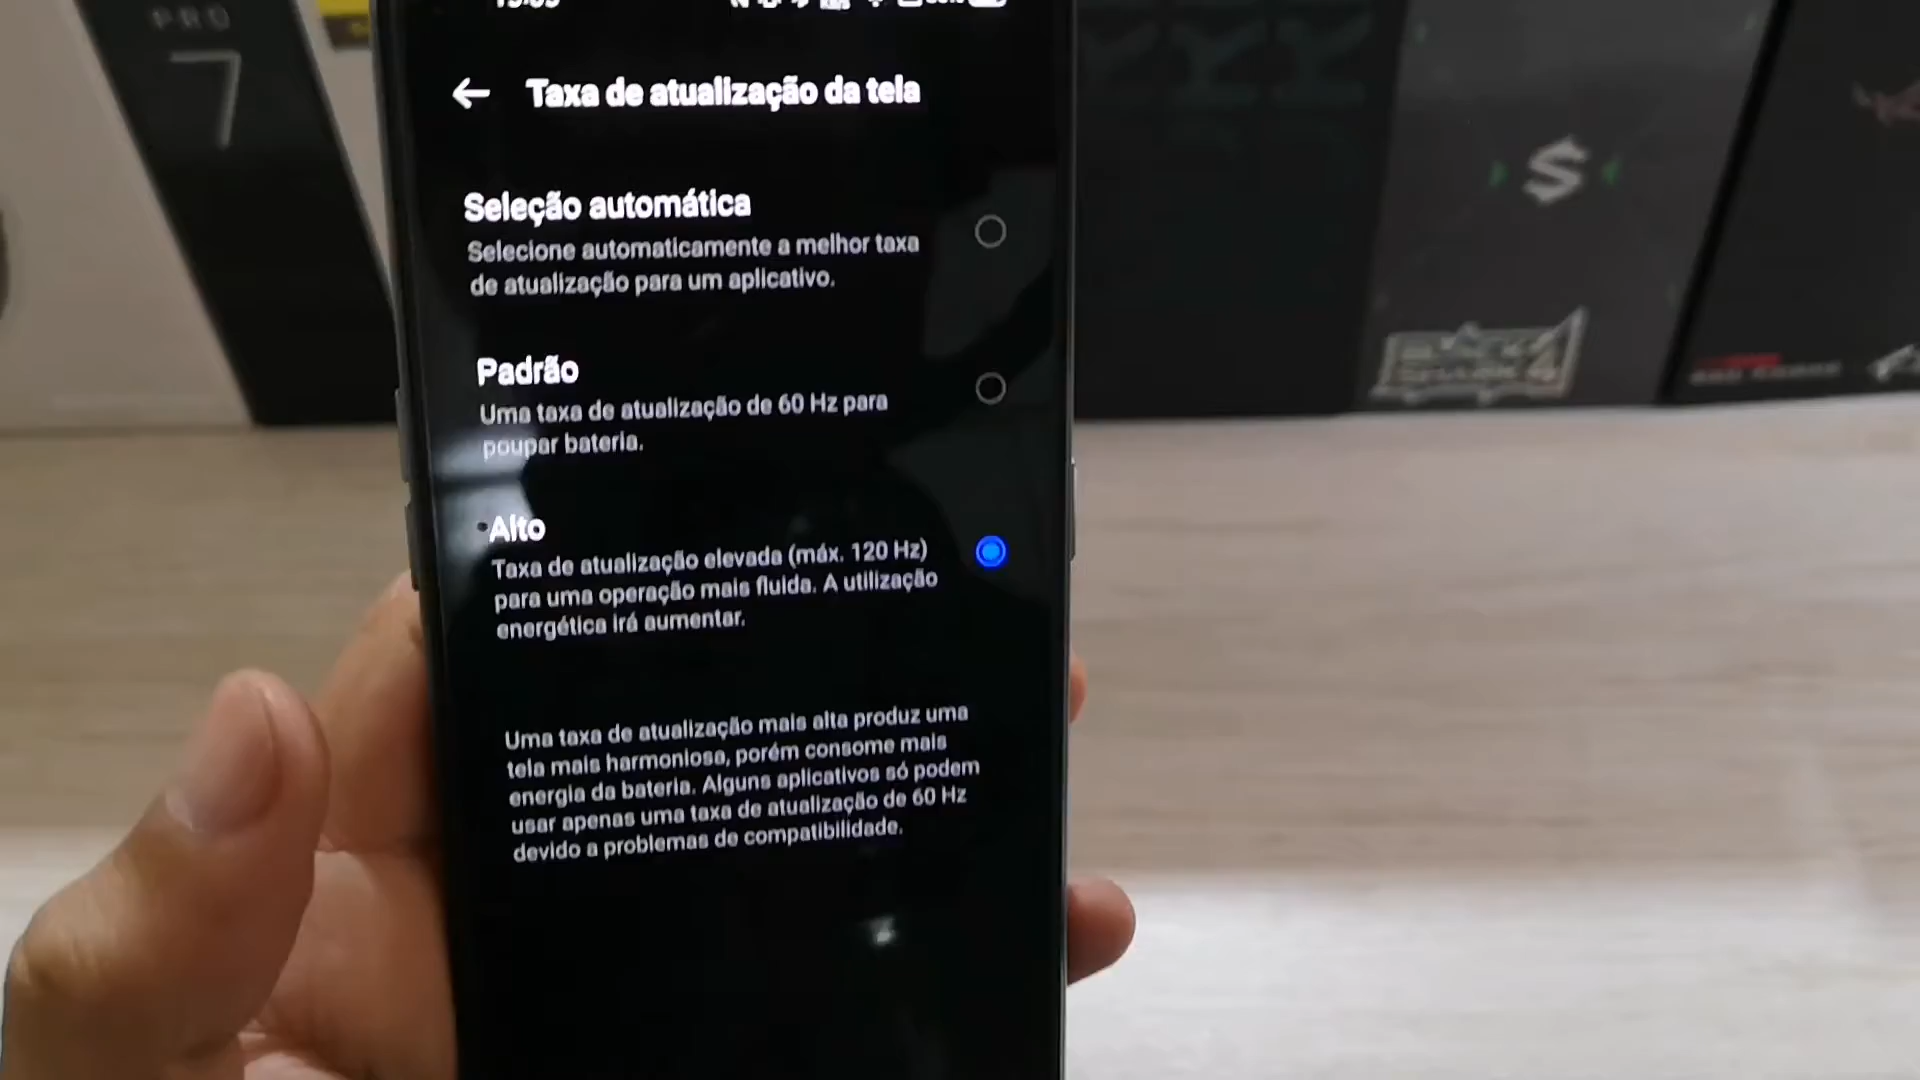 PRO
7
Taxa de atualização da tela
Seleção automática
Selecione automaticamente a melhor taxa
de atualização para um aplicativo.
Padrão
Uma taxa de atualização de 60 Hz para
poupar bateria.
Alto
Taxa de atualização elevada (máx. 120 Hz)
para uma operação mais fluida. A utilização
energética irá aumentar.
Uma taxa de atualização mais alta produz uma
tela mais harmoniosa, porém consome mais
energia da bateria. Alguns aplicativos só podem
usar apenas uma taxa de atualização de 60 Hz
devido a problemas de compatibilidade.
S
BLACK
SHARK 4